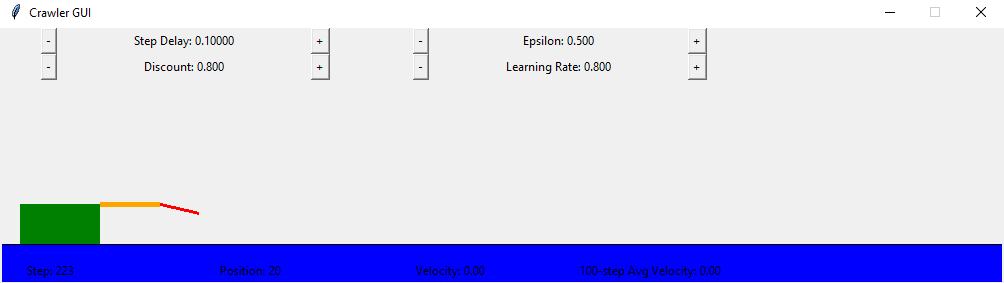 Crawler GUI
- Step Delay: 0.10000 + - Epsilon: 0.500 +
- Discount: 0.800 + - Learning Rate: 0.800 +
Step: 223 Position: 20 Velocity: 0.00 100-step Avg Velocity: 0.00